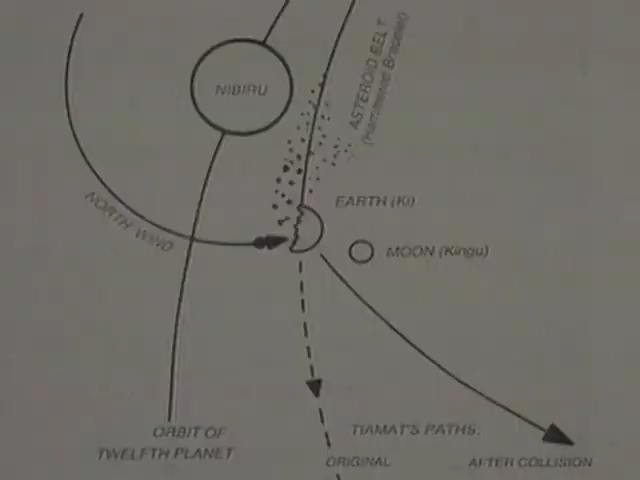 NIBIRU
ASTEROID BELT
(Hammered Bracelet)
EARTH (Ki)
NORTH WIND
MOON (Kingu)
ORBIT OF
TWELFTH PLANET
TIAMAT'S PATHS:
ORIGINAL
AFTER COLLISION